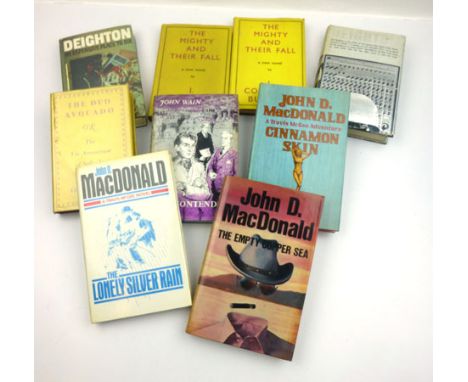 DEIGHTON
THE
MIGHTY
AND
THEIR FALL
I.
THE
MIGHTY
AND
THEIR FALL
I.
DEIGHTON
THE DUD
AVOCADO
OR
JOHN WAIN
JOHN D.
MacDONALD
A Travis McGee Adventure
CINNAMON
SKIN
John D.
MacDONALD
A TRAVIS McGEE NOVEL
THE
LONELY SILVER RAIN
John D.
MacDonald
THE EMPTY COPPER SEA